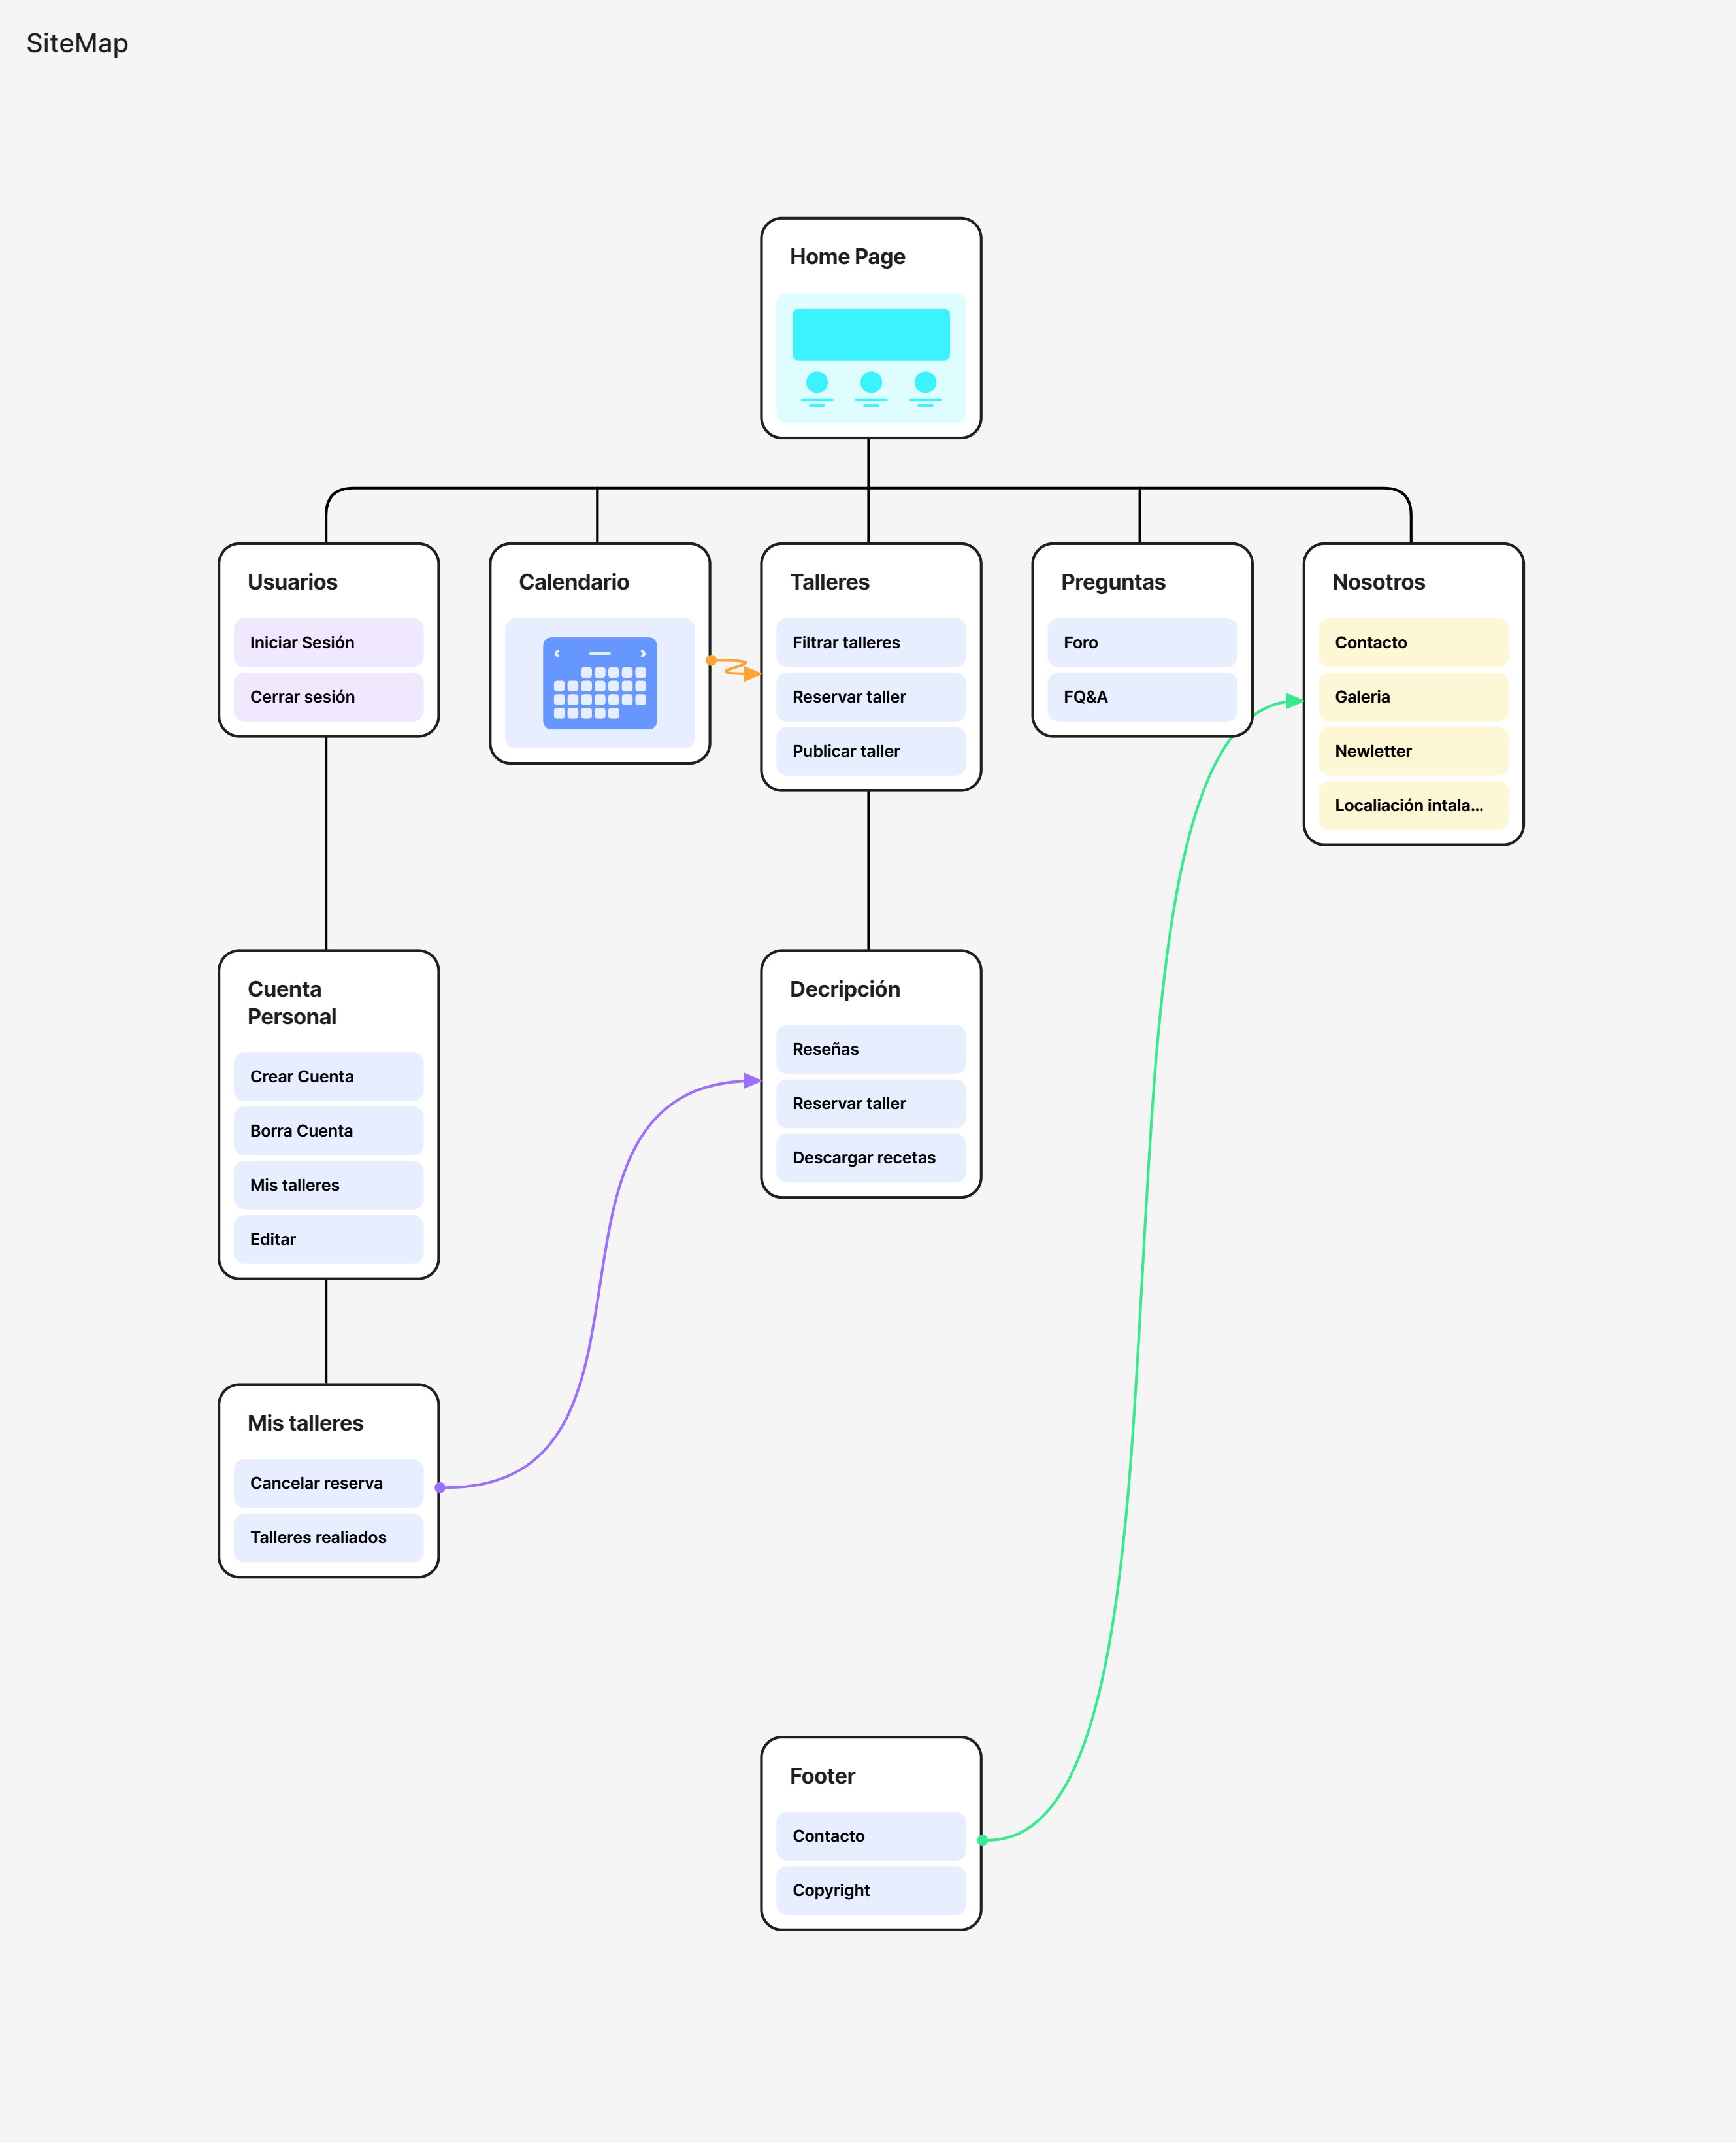 SiteMap
Home Page
Usuarios
Iniciar Sesión
Cerrar sesión
Calendario
Talleres
Filtrar talleres
Reservar taller
Publicar taller
Preguntas
Foro
FQ&A
Nosotros
Contacto
Galeria
Newletter
Localiación intala...
Cuenta
Personal
Crear Cuenta
Borra Cuenta
Mis talleres
Editar
Decripción
Reseñas
Reservar taller
Descargar recetas
Mis talleres
Cancelar reserva
Talleres realiados
Footer
Contacto
Copyright